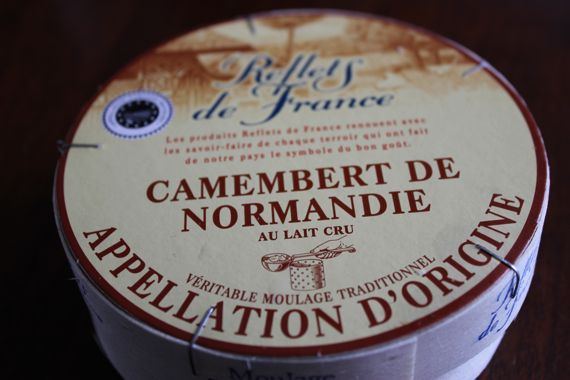 Reflets
de France
Les produits Reflets de France renouent avec
les savoir-faire de chaque terroir qui ont fait
de notre pays le symbole du bon goût.
CAMEMBERT DE
NORMANDIE
AU LAIT CRU
VÉRITABLE MOULAGE TRADITIONNEL
APPELLATION D'ORIGINE
Moulage